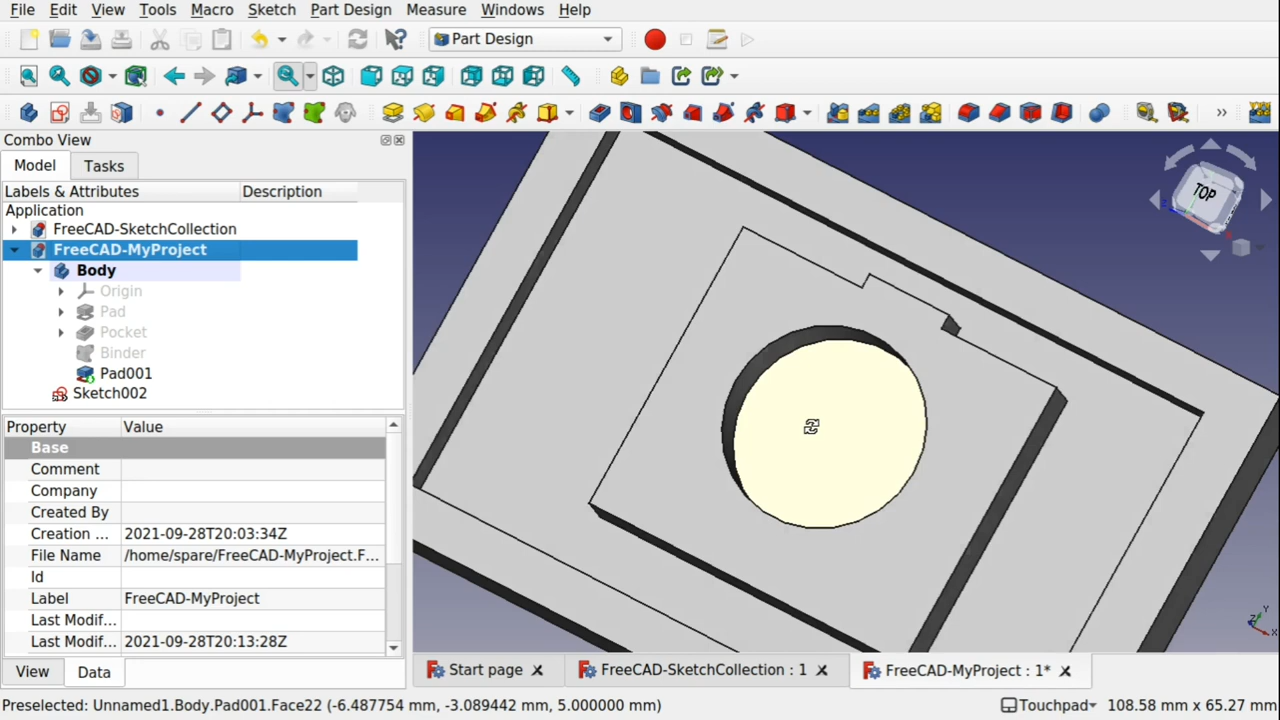 File Edit View Tools Macro Sketch Part Design Measure Windows Help
Part Design
Combo View
Model Tasks
Labels & Attributes Description
Application
FreeCAD-SketchCollection
FreeCAD-MyProject
Body
Origin
Pad
Pocket
Binder
Pad001
Sketch002
Property Value
Base
Comment
Company
Created By
Creation ... 2021-09-28T20:03:34Z
File Name /home/spare/FreeCAD-MyProject.F...
Id
Label FreeCAD-MyProject
Last Modif...
Last Modif... 2021-09-28T20:13:28Z
View Data
TOP
Z
Y
Z X
Start page FreeCAD-SketchCollection : 1 FreeCAD-MyProject : 1*
Preselected: Unnamed1.Body.Pad001.Face22 (-6.487754 mm, -3.089442 mm, 5.000000 mm) Touchpad 108.58 mm x 65.27 mm